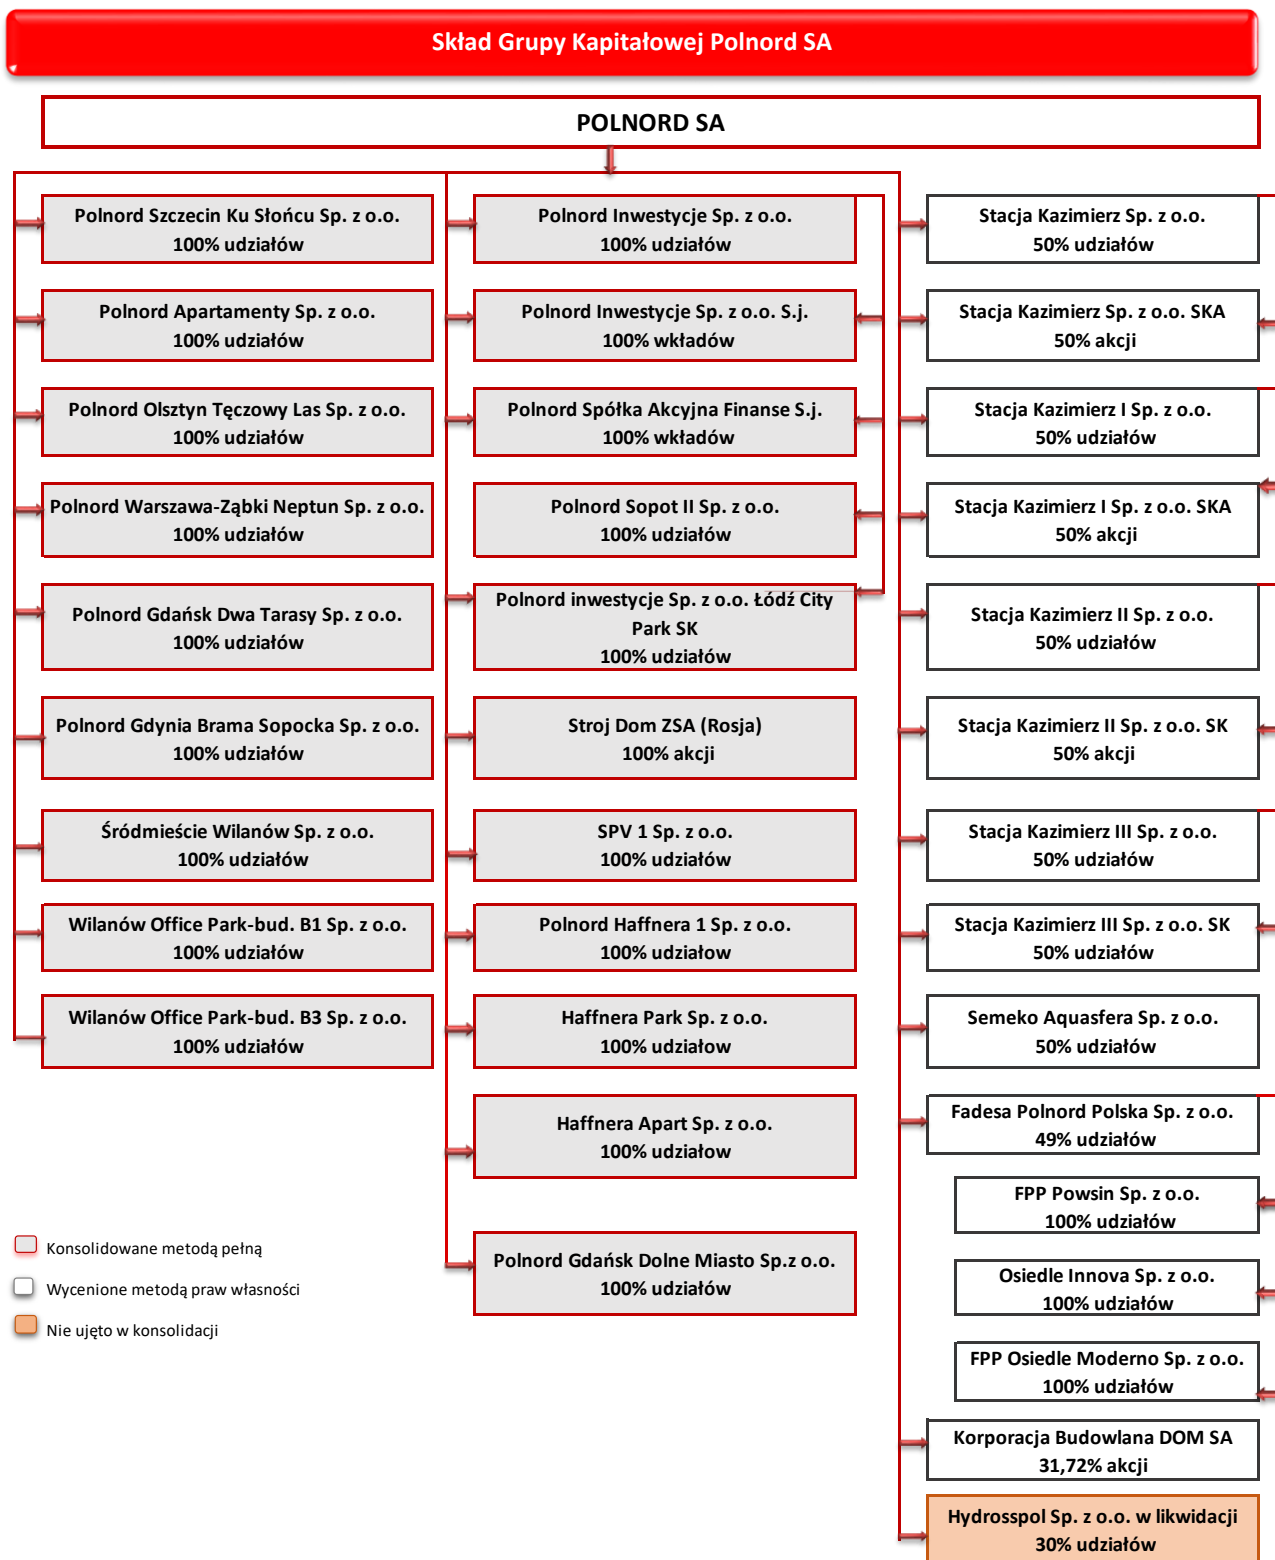 Skład Grupy Kapitałowej Polnord SA
POLNORD SA
Polnord Szczecin Ku Słońcu Sp. z o.o.
100% udziałów
Polnord Apartamenty Sp. z o.o.
100% udziałów
Polnord Olsztyn Tęczowy Las Sp. z o.o.
100% udziałów
Polnord Warszawa-Ząbki Neptun Sp. z o.o.
100% udziałów
Polnord Gdańsk Dwa Tarasy Sp. z o.o.
100% udziałów
Polnord Gdynia Brama Sopocka Sp. z o.o.
100% udziałów
Śródmieście Wilanów Sp. z o.o.
100% udziałów
Wilanów Office Park-bud. B1 Sp. z o.o.
100% udziałów
Wilanów Office Park-bud. B3 Sp. z o.o.
100% udziałów
Polnord Inwestycje Sp. z o.o.
100% udziałów
Polnord Inwestycje Sp. z o.o. S.j.
100% wkładów
Polnord Spółka Akcyjna Finanse S.j.
100% wkładów
Polnord Sopot II Sp. z o.o.
100% udziałów
Polnord inwestycje Sp. z o.o. Łódź City
Park SK
100% udziałów
Stroj Dom ZSA (Rosja)
100% akcji
SPV 1 Sp. z o.o.
100% udziałów
Polnord Haffnera 1 Sp. z o.o.
100% udziałow
Haffnera Park Sp. z o.o.
100% udziałow
Haffnera Apart Sp. z o.o.
100% udziałow
Polnord Gdańsk Dolne Miasto Sp.z o.o.
100% udziałów
Stacja Kazimierz Sp. z o.o.
50% udziałów
Stacja Kazimierz Sp. z o.o. SKA
50% akcji
Stacja Kazimierz I Sp. z o.o.
50% udziałów
Stacja Kazimierz I Sp. z o.o. SKA
50% akcji
Stacja Kazimierz II Sp. z o.o.
50% udziałów
Stacja Kazimierz II Sp. z o.o. SK
50% akcji
Stacja Kazimierz III Sp. z o.o.
50% udziałów
Stacja Kazimierz III Sp. z o.o. SK
50% udziałów
Semeko Aquasfera Sp. z o.o.
50% udziałów
Fadesa Polnord Polska Sp. z o.o.
49% udziałów
FPP Powsin Sp. z o.o.
100% udziałów
Osiedle Innova Sp. z o.o.
100% udziałów
FPP Osiedle Moderno Sp. z o.o.
100% udziałów
Korporacja Budowlana DOM SA
31,72% akcji
Hydrosspol Sp. z o.o. w likwidacji
30% udziałów
Konsolidowane metodą pełną
Wycenione metodą praw własności
Nie ujęto w konsolidacji